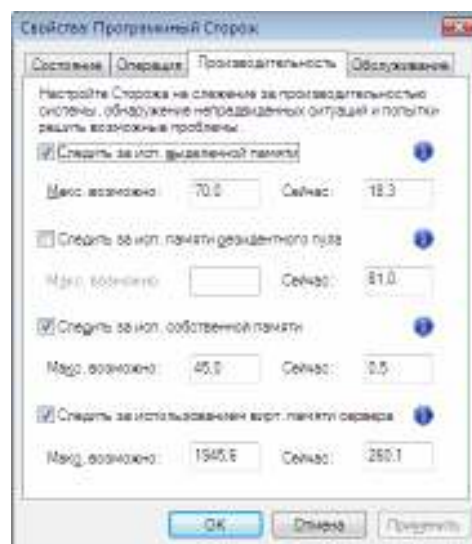 Свойства: Программный Сторож
Состояние Операция Производительность Обслуживание
Настройте Сторожа на слежение за производительностью
системы, обнаружение непредвиденных ситуаций и попытки
решить возможные проблемы.
Следить за исп. выделенной памяти
Макс. возможно: 70.0 Сейчас: 18.3
Следить за исп. памяти резидентного пула
Макс. возможно: Сейчас: 61.0
Следить за исп. собственной памяти
Макс. возможно: 45.0 Сейчас: 0.5
Следить за использованием вирт. памяти сервера
Макс. возможно: 1945.6 Сейчас: 260.1
OK Отмена Применить